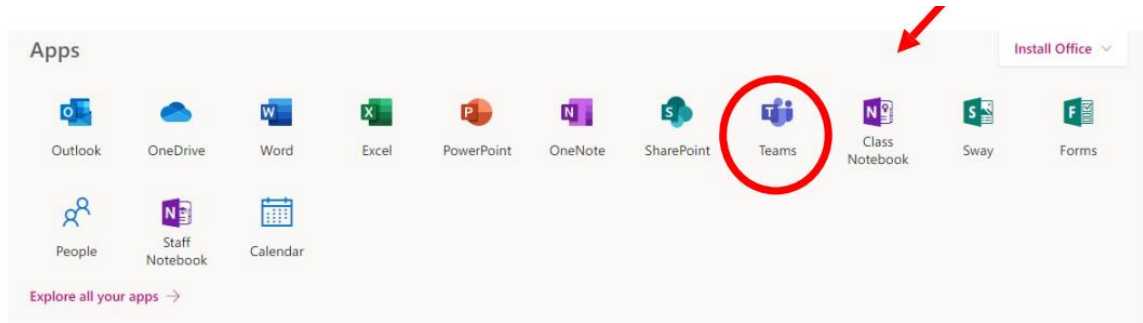 Apps
Install Office
Outlook
OneDrive
Word
Excel
PowerPoint
OneNote
SharePoint
Teams
Class
Notebook
Sway
Forms
People
Staff
Notebook
Calendar
Explore all your apps →